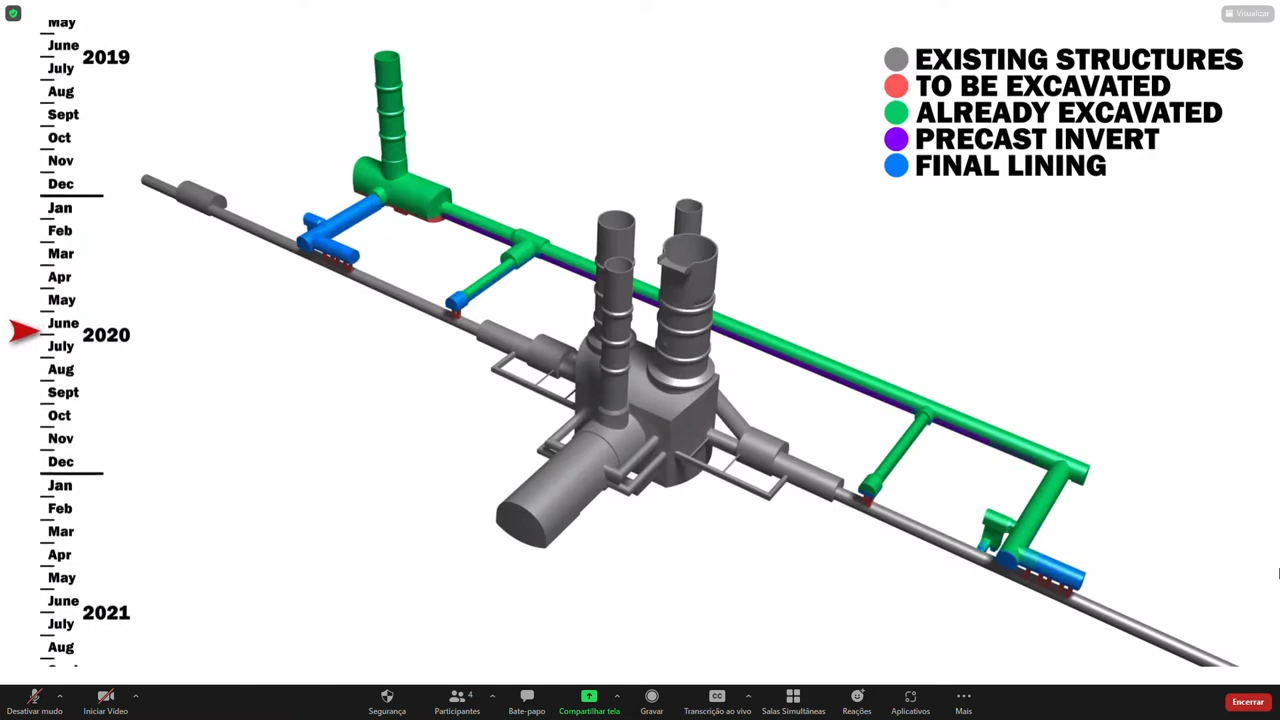 Visualizar
May
June
2019
July
Aug
Sept
Oct
Nov
Dec
Jan
Feb
Mar
Apr
May
June
2020
July
Aug
Sept
Oct
Nov
Dec
Jan
Feb
Mar
Apr
May
June
2021
July
Aug
EXISTING STRUCTURES
TO BE EXCAVATED
ALREADY EXCAVATED
PRECAST INVERT
FINAL LINING
Desativar mudo
Iniciar Vídeo
Segurança
4
Participantes
Bate-papo
Compartilhar tela
Gravar
CC
Transcrição ao vivo
Salas Simultâneas
Reações
Aplicativos
Mais
Encerrar